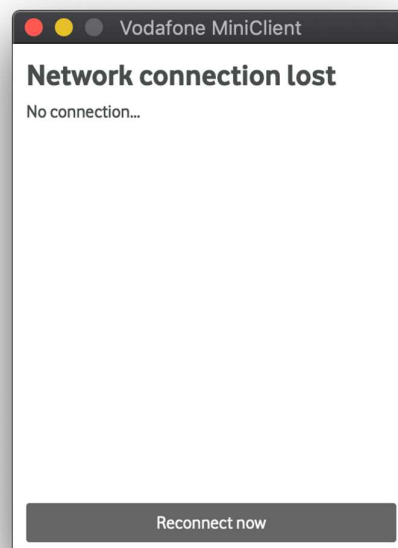 Vodafone MiniClient
Network connection lost
No connection...
Reconnect now